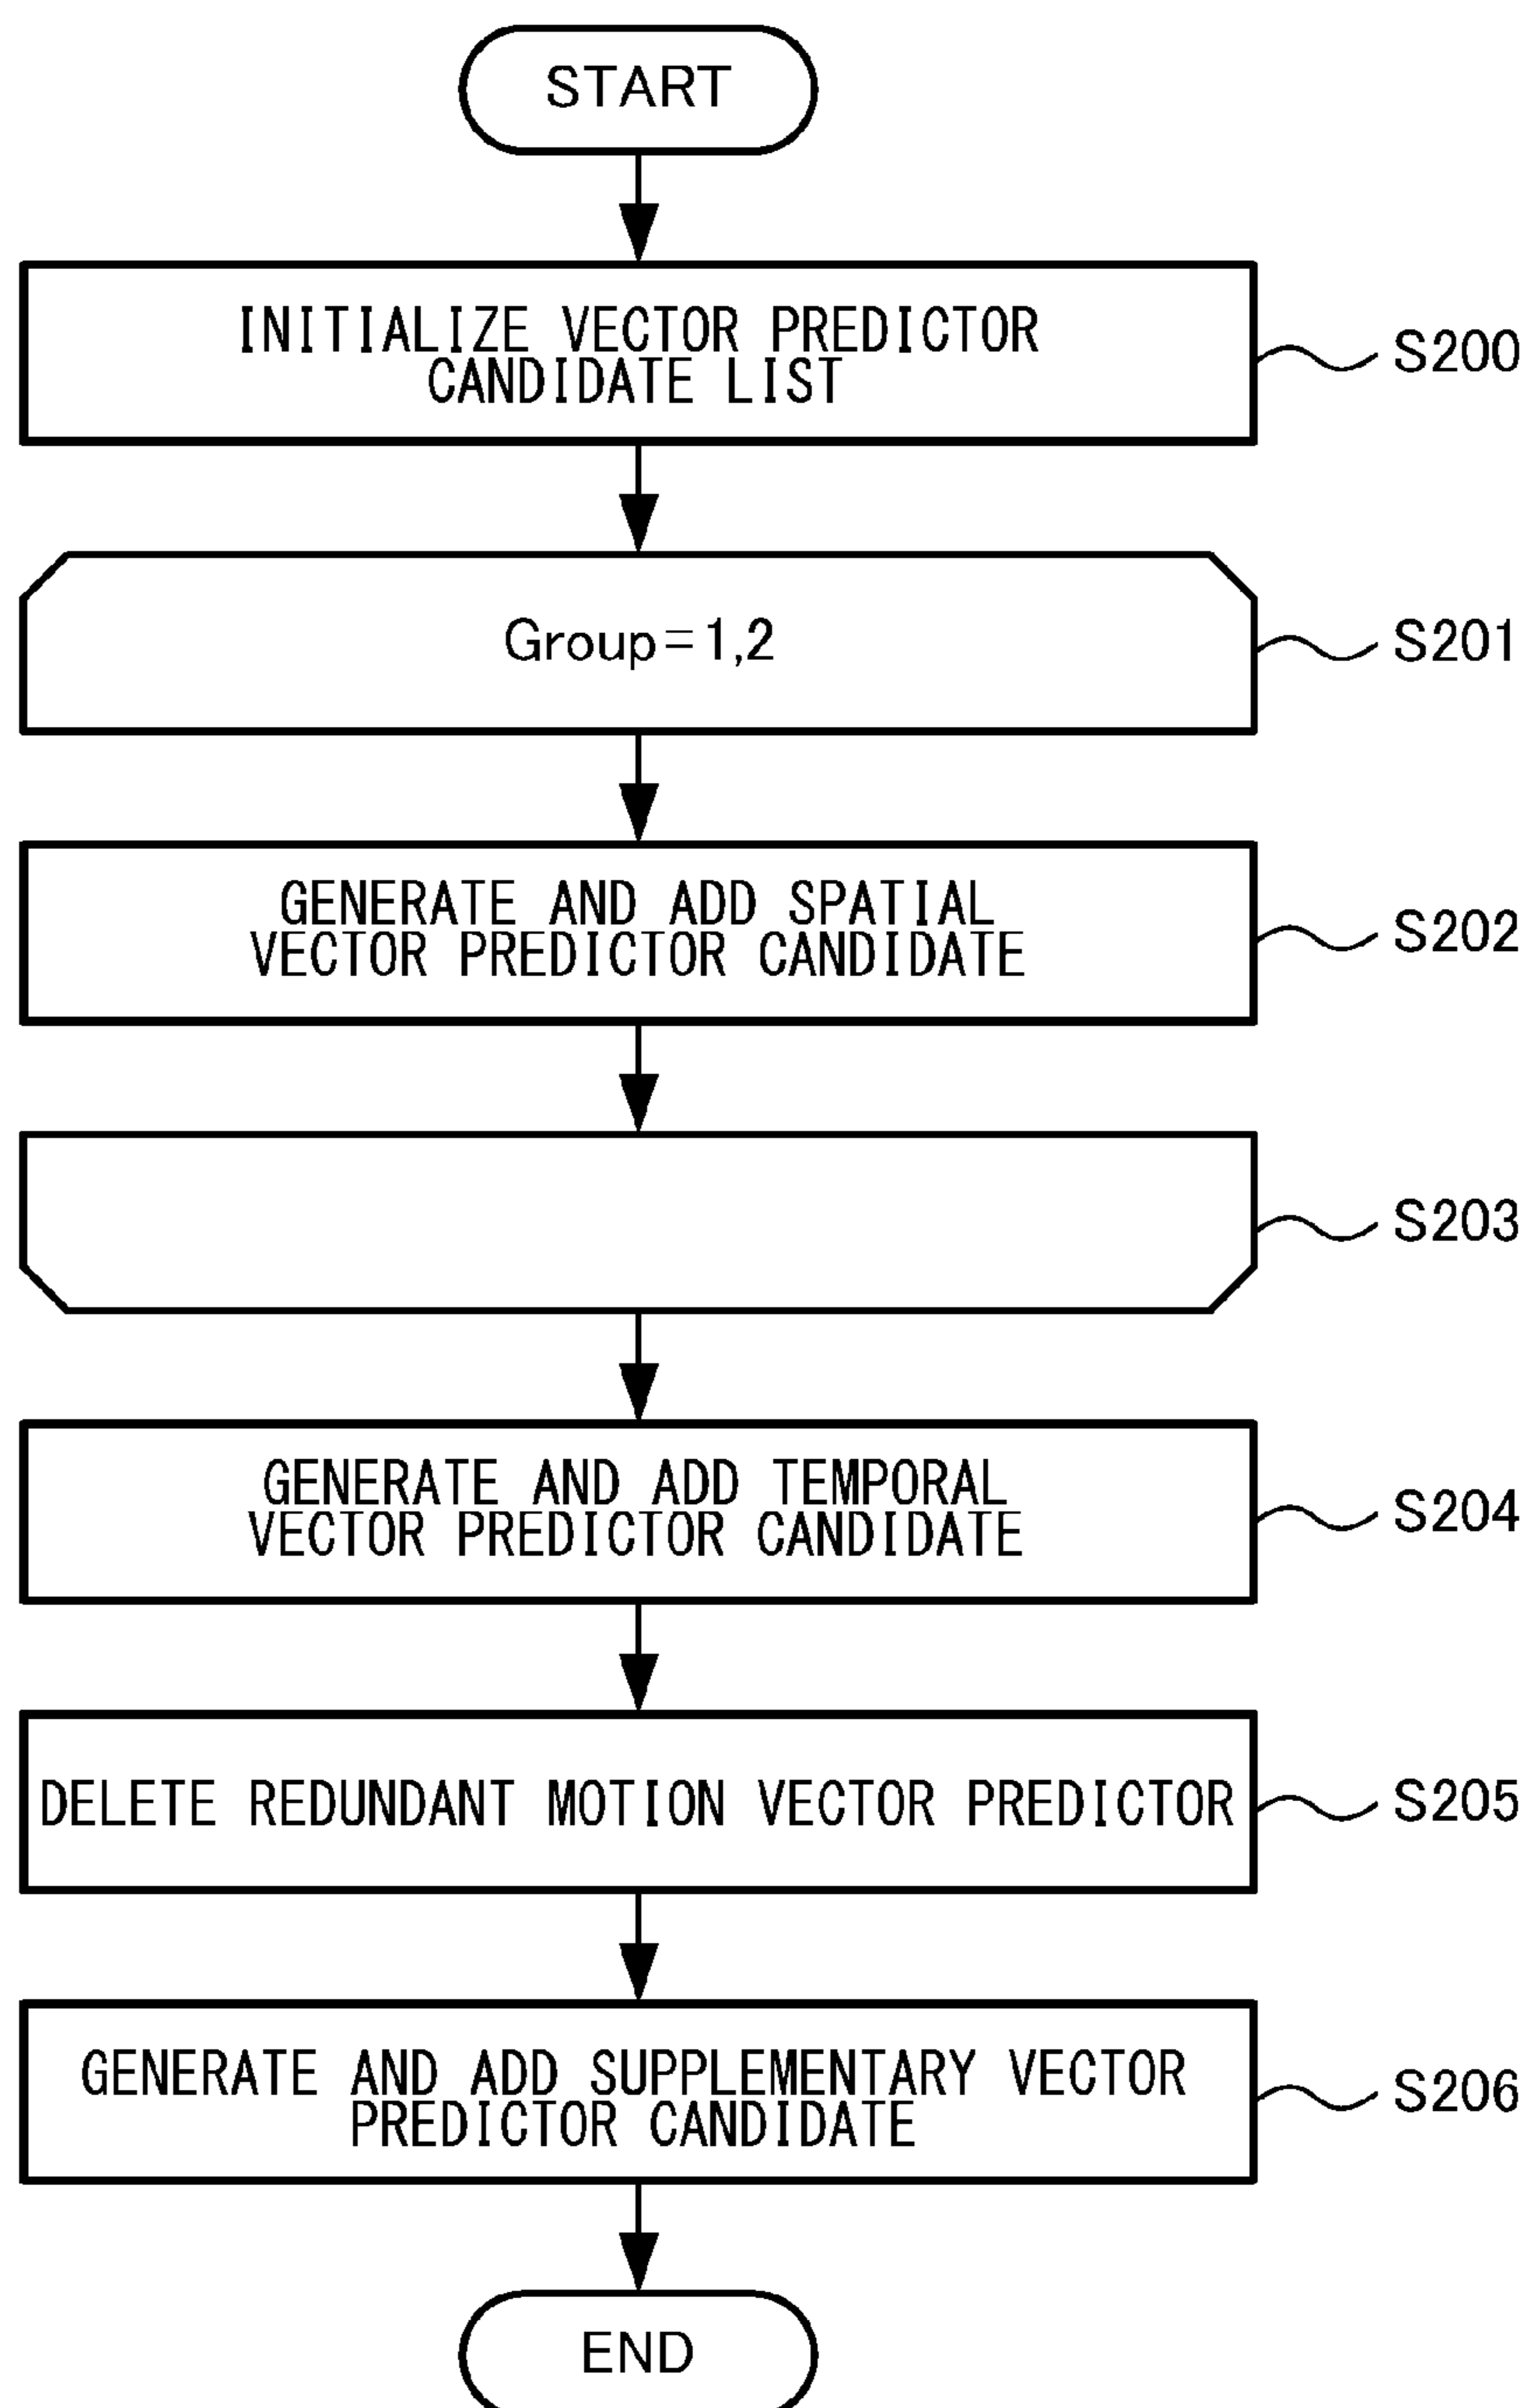 START
INITIALIZE VECTOR PREDICTOR
CANDIDATE LIST
S200
Group=1,2
S201
GENERATE AND ADD SPATIAL
VECTOR PREDICTOR CANDIDATE
S202
S203
GENERATE AND ADD TEMPORAL
VECTOR PREDICTOR CANDIDATE
S204
DELETE REDUNDANT MOTION VECTOR PREDICTOR
S205
GENERATE AND ADD SUPPLEMENTARY VECTOR
PREDICTOR CANDIDATE
S206
END